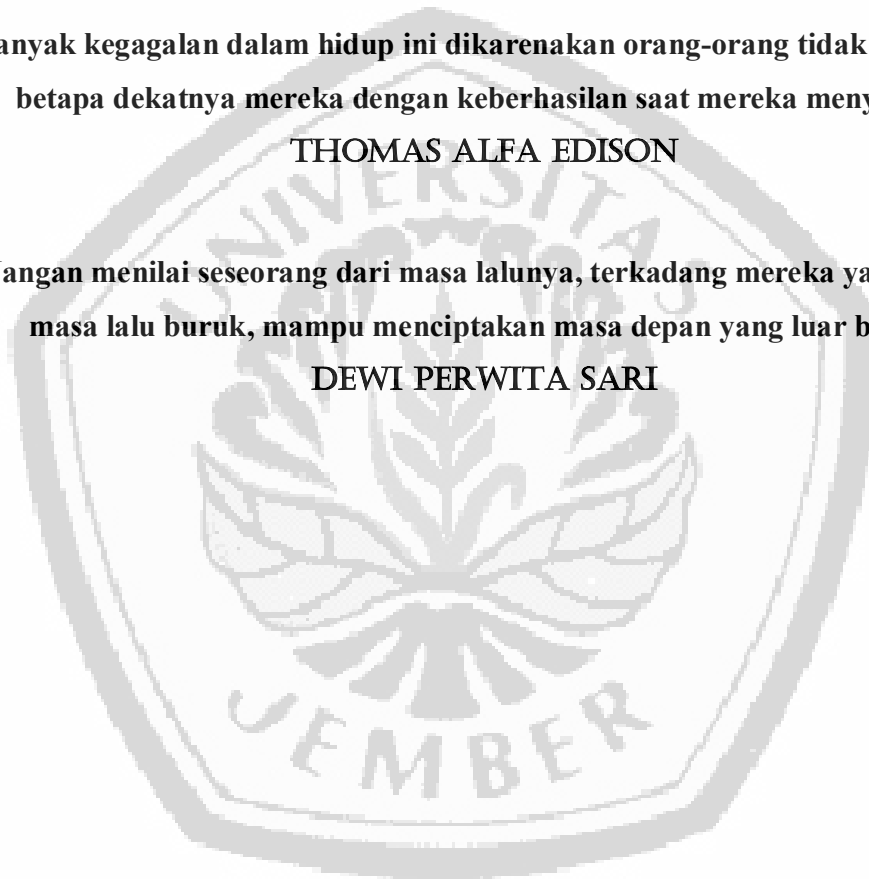 anyak kegagalan dalam hidup ini dikarenakan orang-orang tidak
betapa dekatnya mereka dengan keberhasilan saat mereka meny
THOMAS ALFA EDISON
UNIVERSITAS
Jangan menilai seseorang dari masa lalunya, terkadang mereka ya
masa lalu buruk, mampu menciptakan masa depan yang luar b
DEWI PERWITA SARI
JEMBER